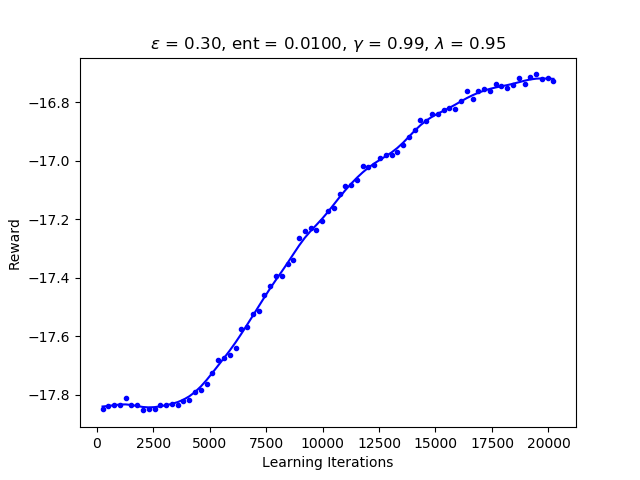 ε = 0.30, ent = 0.0100, γ = 0.99, λ = 0.95
−16.8
−17.0
−17.2
−17.4
−17.6
−17.8
Reward
0 2500 5000 7500 10000 12500 15000 17500 20000
Learning Iterations